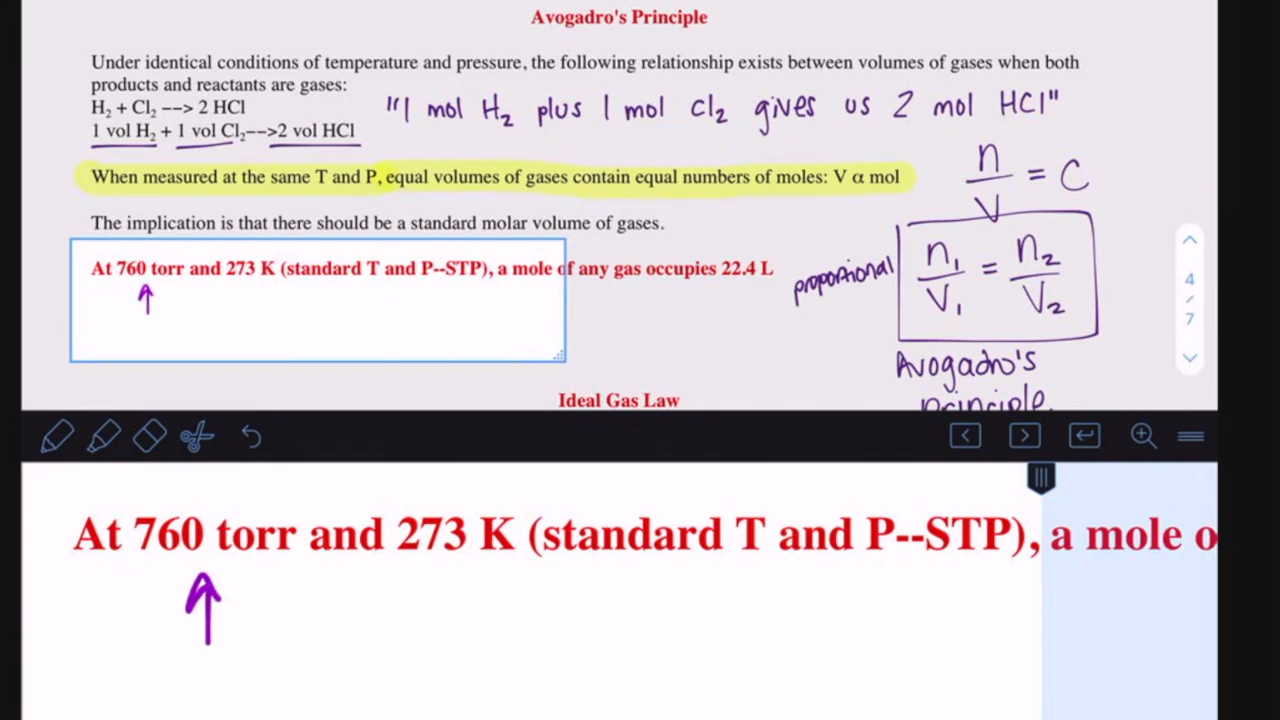 Avogadro's Principle
Under identical conditions of temperature and pressure, the following relationship exists between volumes of gases when both
products and reactants are gases:
H₂ + Cl₂ --> 2 HCl
"1 mol H₂ plus 1 mol Cl₂ gives us 2 mol HCl"
1 vol H₂ + 1 vol Cl₂-->2 vol HCl
When measured at the same T and P, equal volumes of gases contain equal numbers of moles: V α mol
n/V = C
The implication is that there should be a standard molar volume of gases.
At 760 torr and 273 K (standard T and P--STP), a mole of any gas occupies 22.4 L
proportional
n₁/V₁ = n₂/V₂
Avogadro's
principle
4
/
7
Ideal Gas Law
At 760 torr and 273 K (standard T and P--STP), a mole o